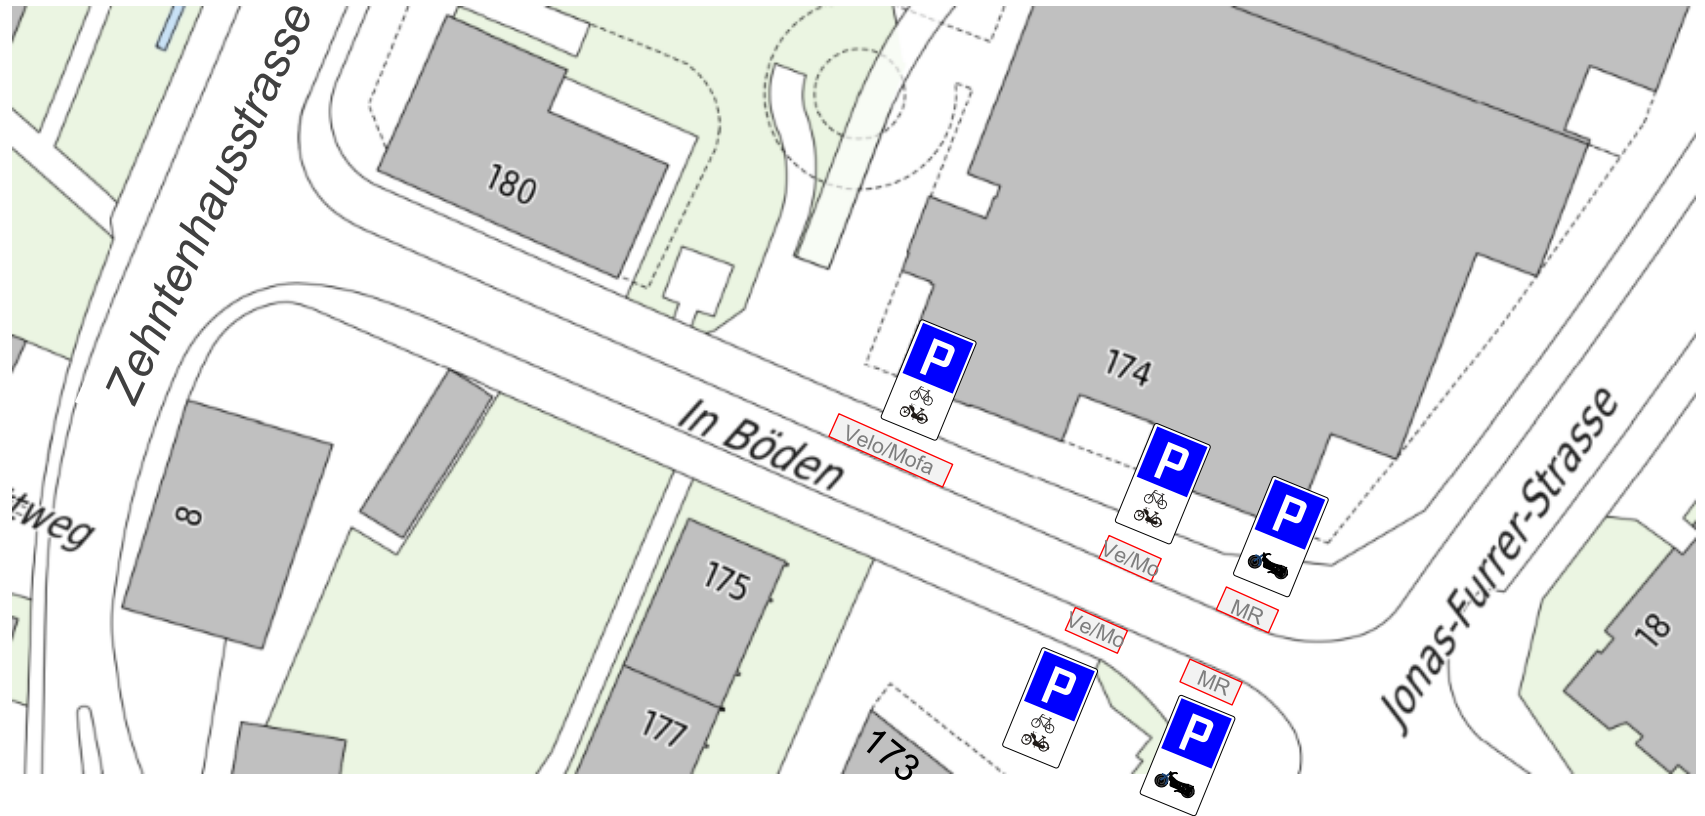 Zehntenhausstrasse
180
174
P
In Böden
Velo/Mofa
P
P
8
175
Ve/Mo
MR
Jonas-Furrer-Strasse
Ve/Mo
18
MR
P
177
P
173